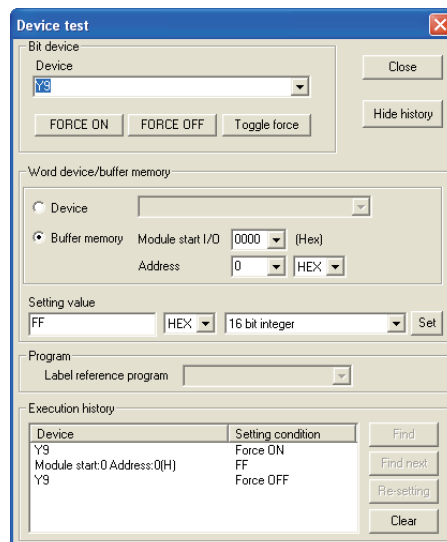 Device test
Bit device
Device
Y9
Close
FORCE ON FORCE OFF Toggle force
Hide history
Word device/buffer memory
Device
Buffer memory Module start I/O 0000 (Hex)
Address 0 HEX
Setting value
FF HEX 16 bit integer Set
Program
Label reference program
Execution history
Device Setting condition
Y9 Force ON
Module start:0 Address:0(H) FF
Y9 Force OFF
Find
Find next
Re-setting
Clear